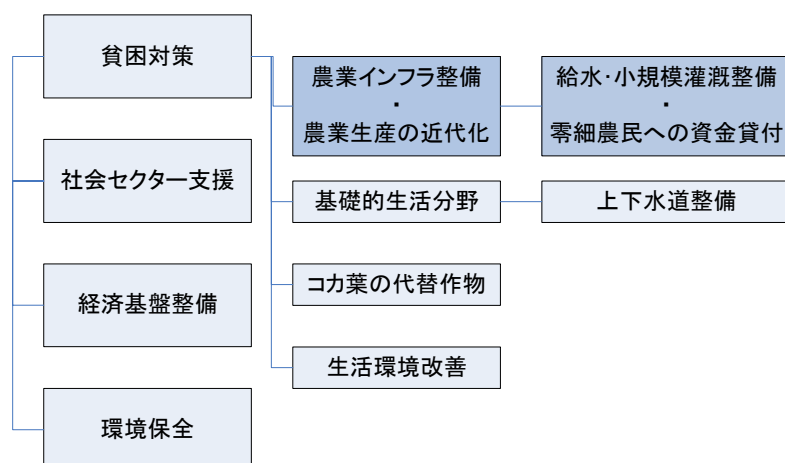 貧困対策
農業インフラ整備
・
農業生産の近代化
給水・小規模灌漑整備
・
零細農民への資金貸付
社会セクター支援
基礎的生活分野
上下水道整備
経済基盤整備
コカ葉の代替作物
生活環境改善
環境保全